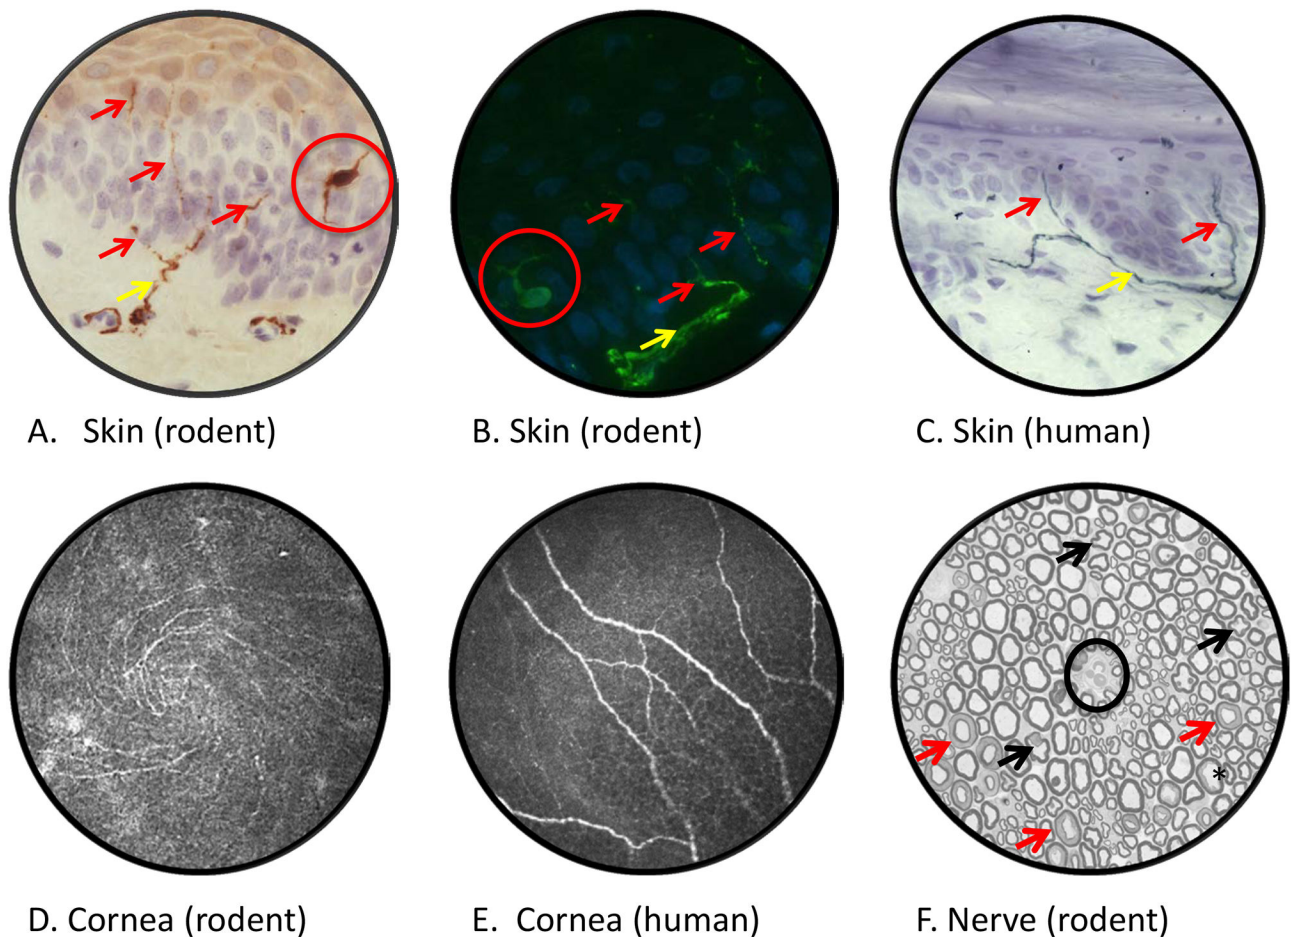 A. Skin (rodent)
B. Skin (rodent)
C. Skin (human)
*
D. Cornea (rodent)
E. Cornea (human)
F. Nerve (rodent)